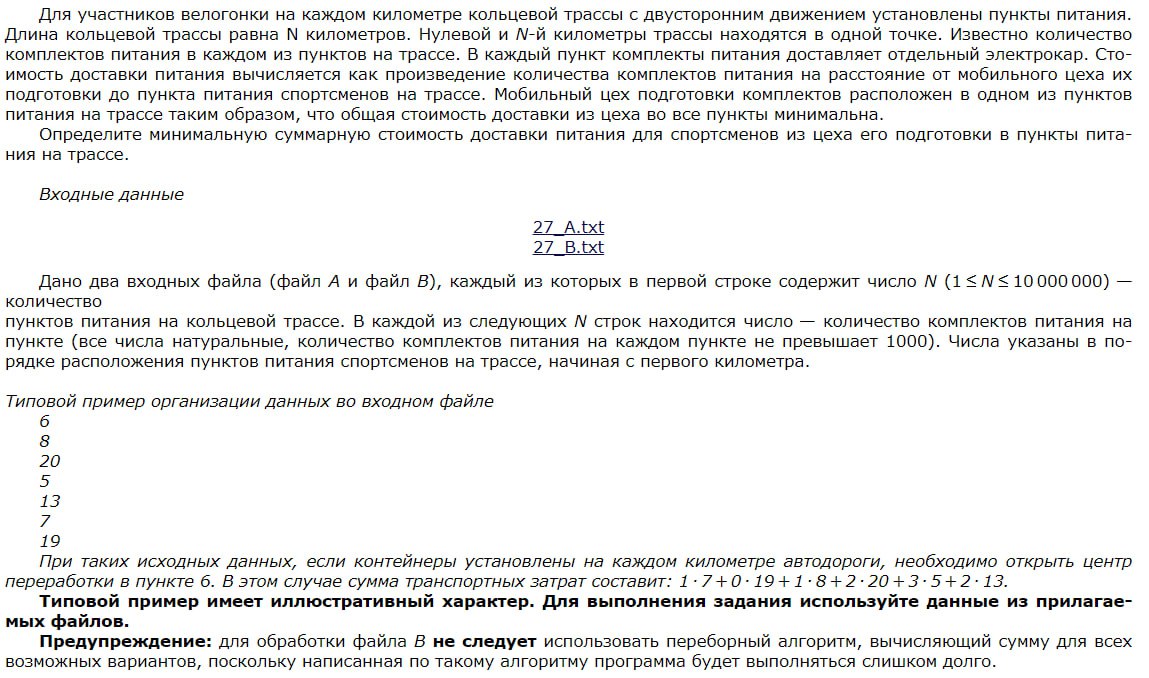 Для участников велогонки на каждом километре кольцевой трассы с двусторонним движением установлены пункты питания.
Длина кольцевой трассы равна N километров. Нулевой и N-й километры трассы находятся в одной точке. Известно количество
комплектов питания в каждом из пунктов на трассе. В каждый пункт комплекты питания доставляет отдельный электрокар. Сто-
имость доставки питания вычисляется как произведение количества комплектов питания на расстояние от мобильного цеха их
подготовки до пункта питания спортсменов на трассе. Мобильный цех подготовки комплектов расположен в одном из пунктов
питания на трассе таким образом, что общая стоимость доставки из цеха во все пункты минимальна.
Определите минимальную суммарную стоимость доставки питания для спортсменов из цеха его подготовки в пункты пита-
ния на трассе.
Входные данные
27_A.txt
27_B.txt
Дано два входных файла (файл A и файл B), каждый из которых в первой строке содержит число N (1 ≤ N ≤ 10 000 000) —
количество
пунктов питания на кольцевой трассе. В каждой из следующих N строк находится число — количество комплектов питания на
пункте (все числа натуральные, количество комплектов питания на каждом пункте не превышает 1000). Числа указаны в по-
рядке расположения пунктов питания спортсменов на трассе, начиная с первого километра.
Типовой пример организации данных во входном файле
6
8
20
5
13
7
19
При таких исходных данных, если контейнеры установлены на каждом километре автодороги, необходимо открыть центр
переработки в пункте 6. В этом случае сумма транспортных затрат составит: 1 · 7 + 0 · 19 + 1 · 8 + 2 · 20 + 3 · 5 + 2 · 13.
Типовой пример имеет иллюстративный характер. Для выполнения задания используйте данные из прилагае-
мых файлов.
Предупреждение: для обработки файла B не следует использовать переборный алгоритм, вычисляющий сумму для всех
возможных вариантов, поскольку написанная по такому алгоритму программа будет выполняться слишком долго.